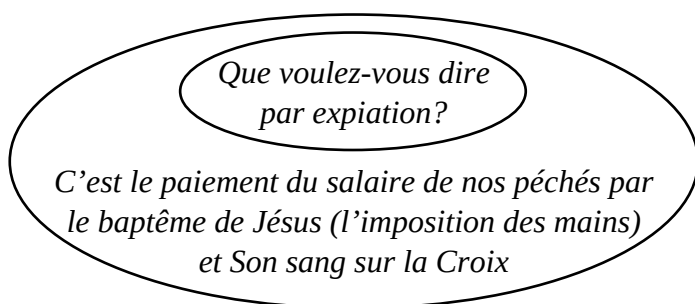 Que voulez-vous dire
par expiation?
C’est le paiement du salaire de nos péchés par
le baptême de Jésus (l’imposition des mains)
et Son sang sur la Croix